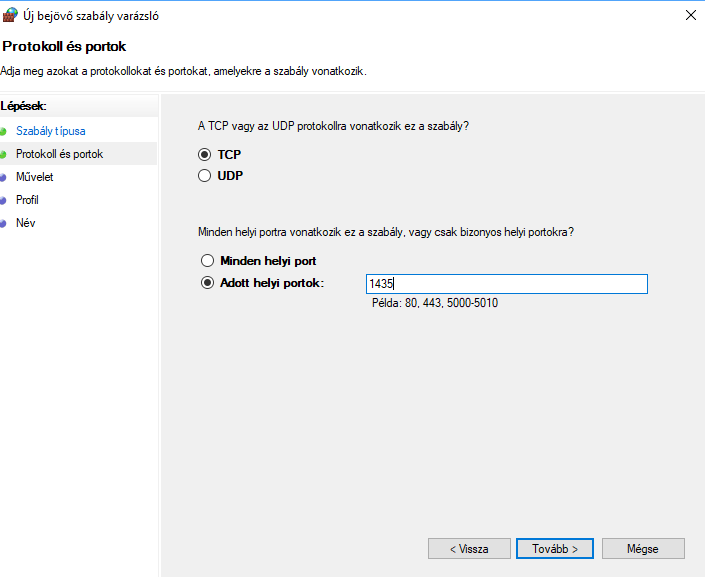 Új bejövő szabály varázsló
Protokoll és portok
Adja meg azokat a protokollokat és portokat, amelyekre a szabály vonatkozik.
Lépések:
Szabály típusa
Protokoll és portok
Művelet
Profil
Név
A TCP vagy az UDP protokollra vonatkozik ez a szabály?
TCP
UDP
Minden helyi portra vonatkozik ez a szabály, vagy csak bizonyos helyi portokra?
Minden helyi port
Adott helyi portok: 1435
Példa: 80, 443, 5000-5010
< Vissza Tovább > Mégse